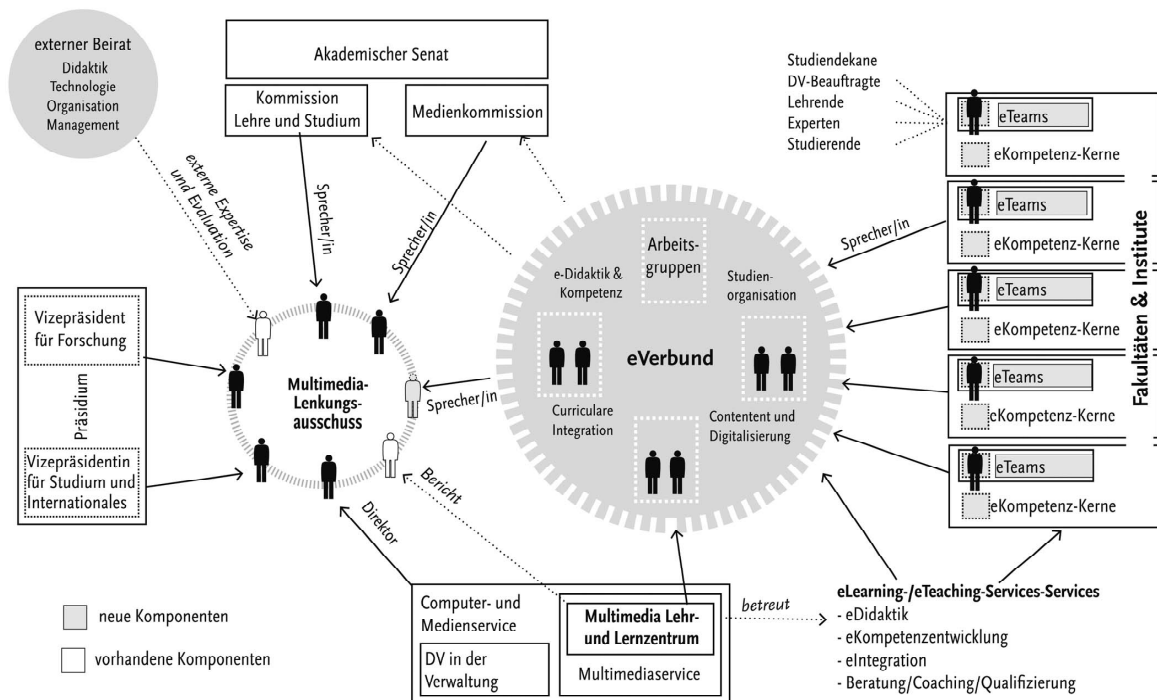 externer Beirat
Didaktik
Technologie
Organisation
Management
Akademischer Senat
Kommission
Lehre und Studium
Medienkommission
Studiendekane
DV-Beauftragte
Lehrende
Experten
Studierende
eTeams
eKompetenz-Kerne
eTeams
eKompetenz-Kerne
eTeams
eKompetenz-Kerne
eTeams
eKompetenz-Kerne
eTeams
eKompetenz-Kerne
Fakultäten & Institute
externe Expertise
und Evaluation
Sprecher/in
Sprecher/in
Sprecher/in
Arbeits-
gruppen
e-Didaktik &
Kompetenz
Studien-
organisation
eVerbund
Curriculare
Integration
Contentent und
Digitalisierung
Vizepräsident
für Forschung
Präsidium
Vizepräsidentin
für Studium und
Internationales
Multimedia-
Lenkungs-
ausschuss
Sprecher/in
Bericht
Direktor
Computer- und
Medienservice
DV in der
Verwaltung
Multimedia Lehr-
und Lernzentrum
Multimediaservice
betreut
eLearning-/eTeaching-Services-Services
- eDidaktik
- eKompetenzentwicklung
- eIntegration
- Beratung/Coaching/Qualifizierung
neue Komponenten
vorhandene Komponenten